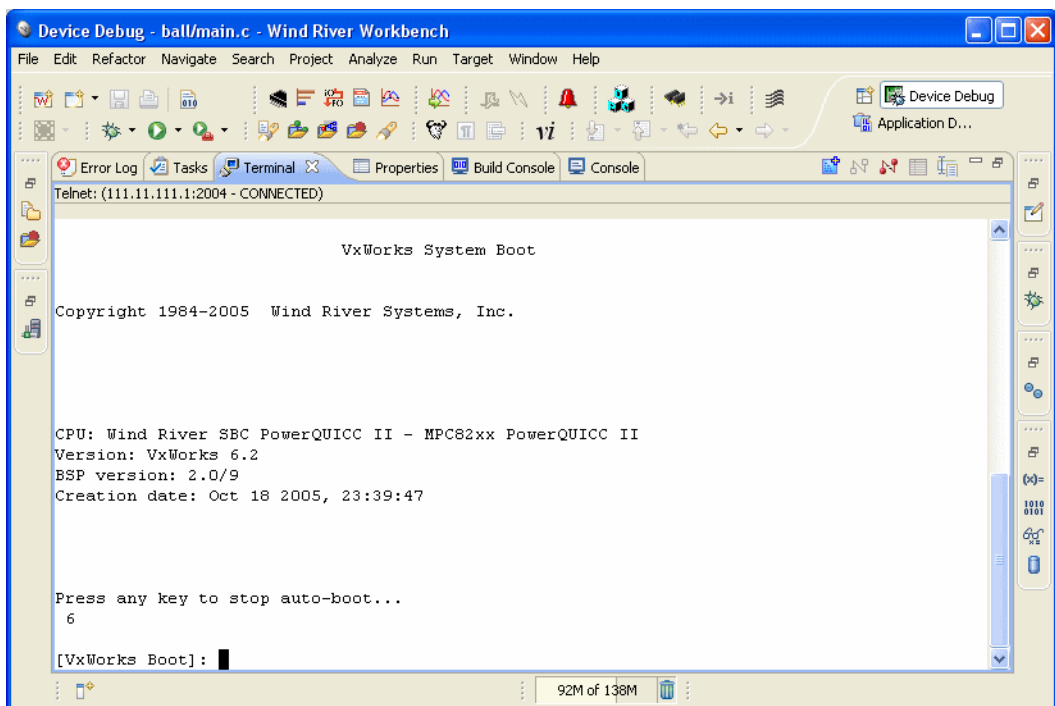 Device Debug - ball/main.c - Wind River Workbench
File Edit Refactor Navigate Search Project Analyze Run Target Window Help
Device Debug
Application D...
Error Log Tasks Terminal Properties Build Console Console
Telnet: (111.11.111.1:2004 - CONNECTED)
VxWorks System Boot
Copyright 1984-2005 Wind River Systems, Inc.
CPU: Wind River SBC PowerQUICC II - MPC82xx PowerQUICC II
Version: VxWorks 6.2
BSP version: 2.0/9
Creation date: Oct 18 2005, 23:39:47
Press any key to stop auto-boot...
6
[VxWorks Boot]:
92M of 138M